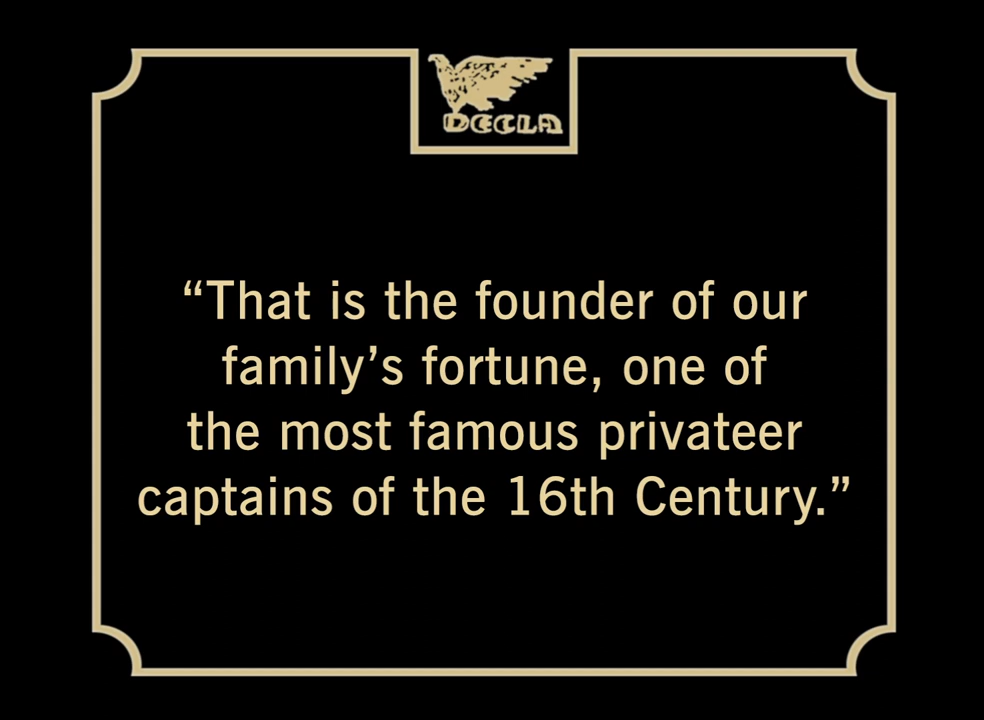 DECLA
“That is the founder of our
family’s fortune, one of
the most famous privateer
captains of the 16th Century.”